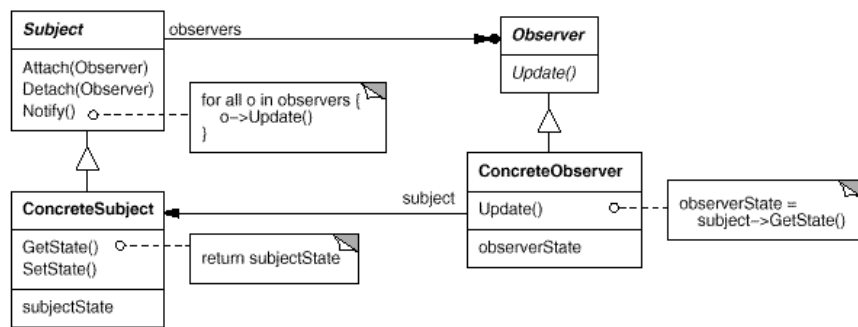 Subject
observers
Observer
Attach(Observer)
Detach(Observer)
Notify()
for all o in observers {
o->Update()
}
Update()
ConcreteSubject
subject
ConcreteObserver
GetState()
SetState()
return subjectState
Update()
observerState =
subject->GetState()
subjectState
observerState